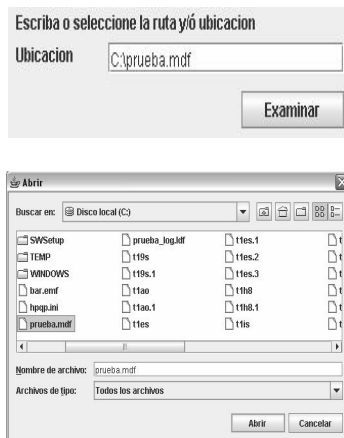 Escriba o seleccione la ruta y/ó ubicacion
Ubicacion C:\prueba.mdf
Examinar
Abrir
Buscar en: Disco local (C:)
SWSetup prueba_log.ldf t1es.1
TEMP t19s t1es.2
WINDOWS t19s.1 t1es.3
bar.emf t1ao t1h8
hpqp.ini t1ao.1 t1h8.1
prueba.mdf t1es t1is
Nombre de archivo: prueba.mdf
Archivos de tipo: Todos los archivos
Abrir Cancelar